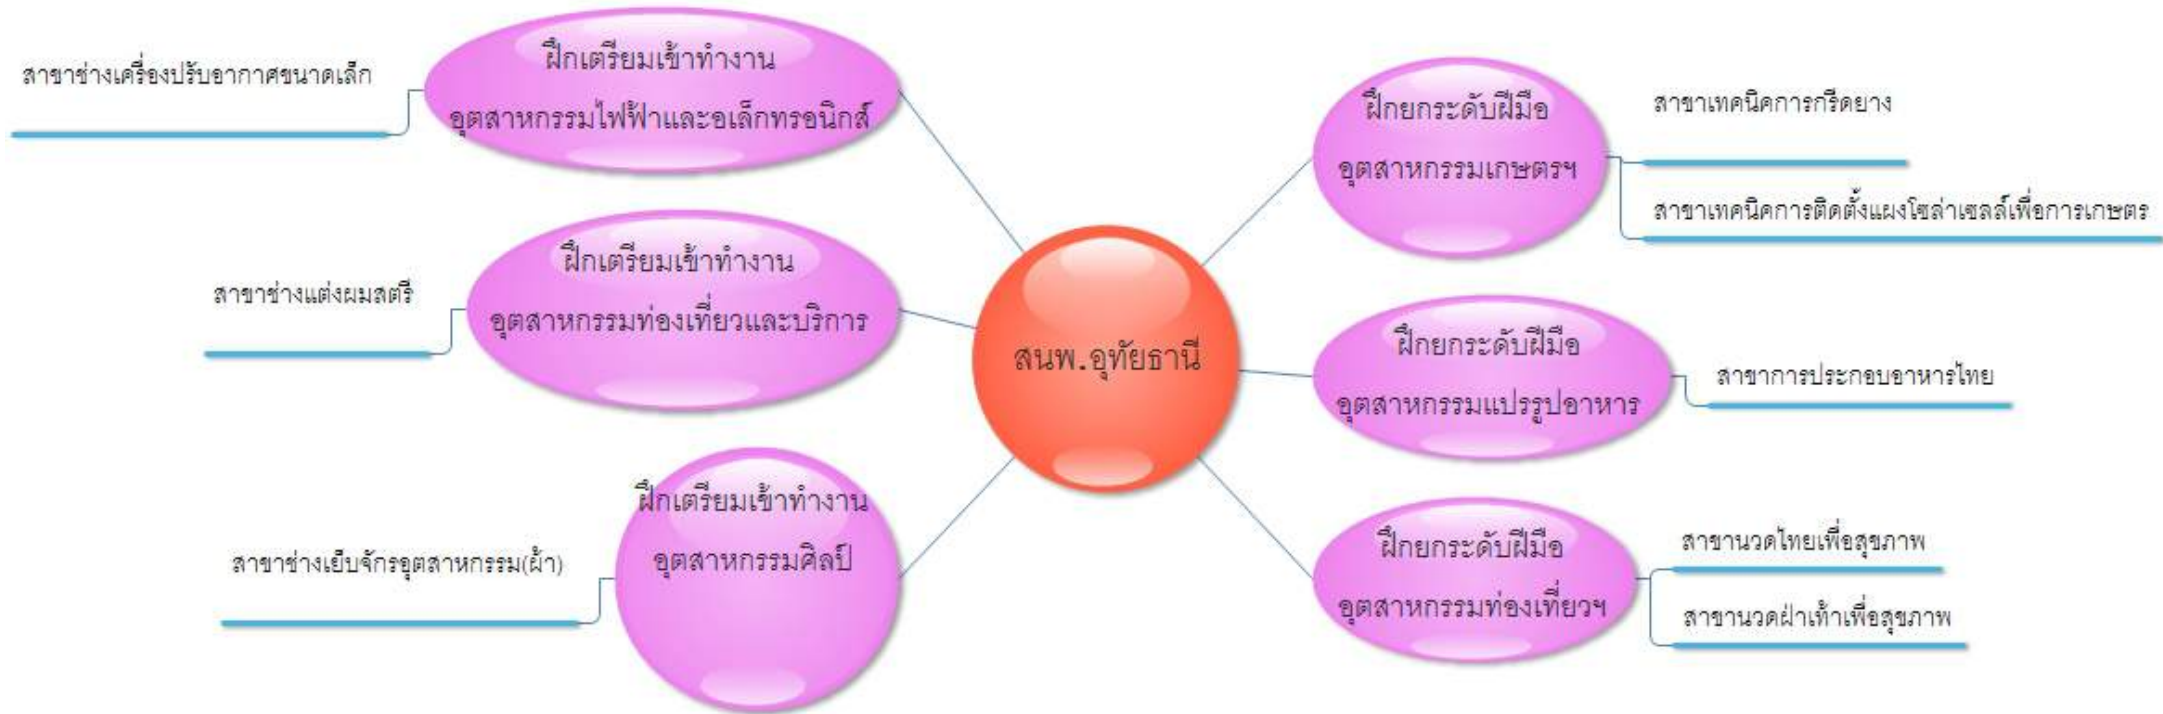 สาขาช่างเครื่องปรับอากาศขนาดเล็ก
ฝึกเตรียมเข้าทำงาน
อุตสาหกรรมไฟฟ้าและอเล็กทรอนิกส์
สาขาช่างแต่งผมสตรี
ฝึกเตรียมเข้าทำงาน
อุตสาหกรรมท่องเที่ยวและบริการ
สาขาช่างเย็บจักรอุตสาหกรรม(ผ้า)
ฝึกเตรียมเข้าทำงาน
อุตสาหกรรมศิลป์
สนพ.อุทัยธานี
ฝึกยกระดับฝีมือ
อุตสาหกรรมเกษตรฯ
สาขาเทคนิคการกรีดยาง
สาขาเทคนิคการติดตั้งแผงโซล่าเซลล์เพื่อการเกษตร
ฝึกยกระดับฝีมือ
อุตสาหกรรมแปรรูปอาหาร
สาขาการประกอบอาหารไทย
ฝึกยกระดับฝีมือ
อุตสาหกรรมท่องเที่ยวฯ
สาขานวดไทยเพื่อสุขภาพ
สาขานวดฝ่าเท้าเพื่อสุขภาพ